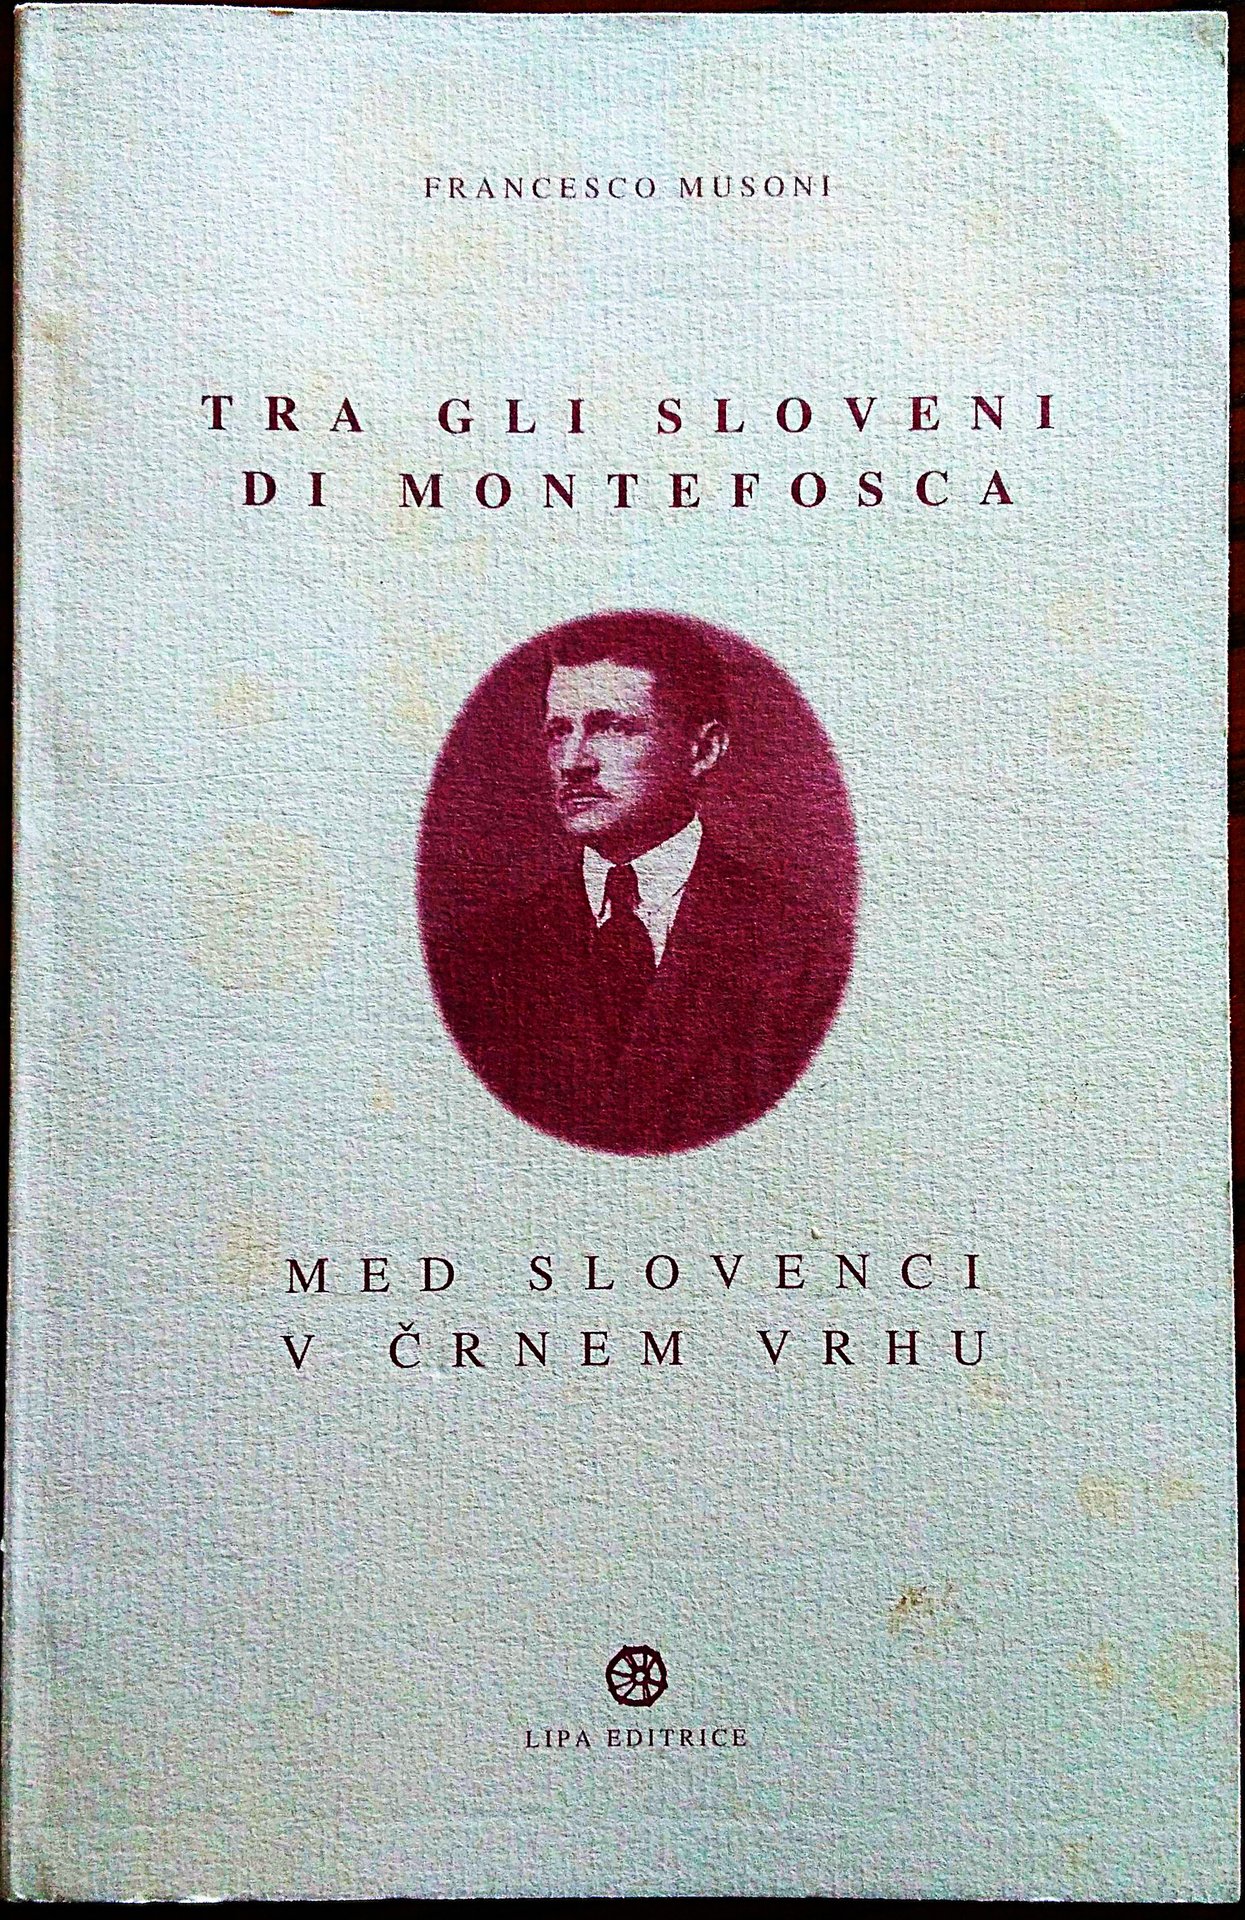 FRANCESCO MUSONI
TRA GLI SLOVENI
DI MONTEFOSCA
MED SLOVENCI
V ČRNEM VRHU
LIPA EDITRICE